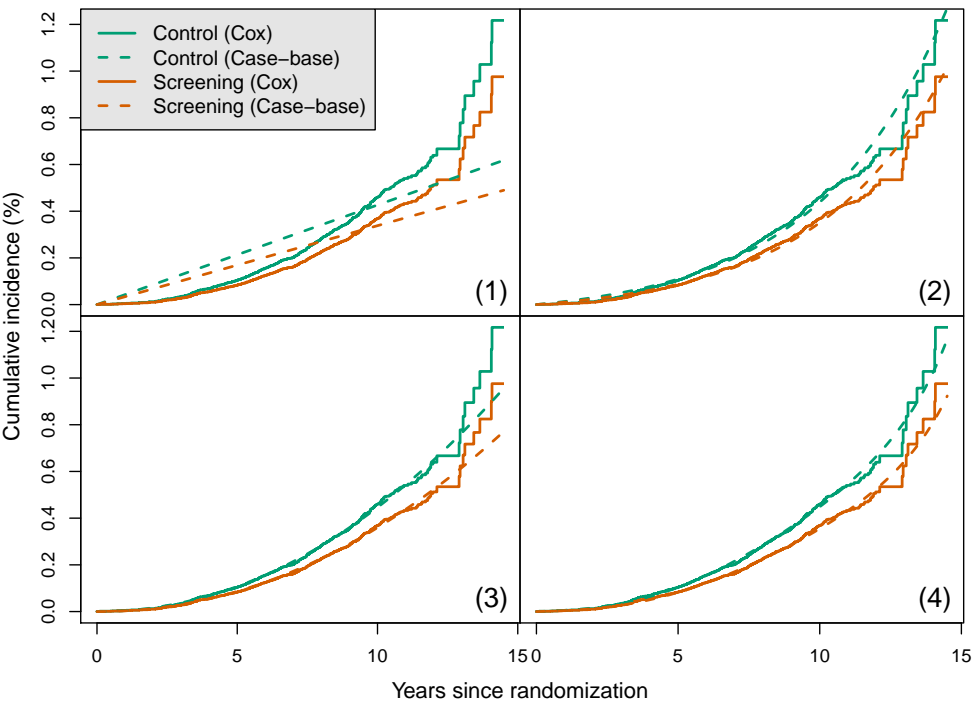 Control (Cox)
Control (Case−base)
Screening (Cox)
Screening (Case−base)
1.2
1.0
0.8
0.6
0.4
0.2
0.0
(1)
(2)
Cumulative incidence (%)
1.2
1.0
0.8
0.6
0.4
0.2
0.0
(3)
(4)
0 5 10 15 0 5 10 15
Years since randomization